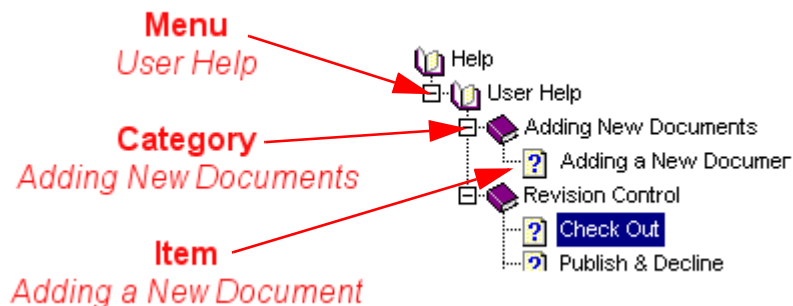 Menu
User Help
Category
Adding New Documents
Item
Adding a New Document
Help
User Help
Adding New Documents
Adding a New Documer
Revision Control
Check Out
Publish & Decline